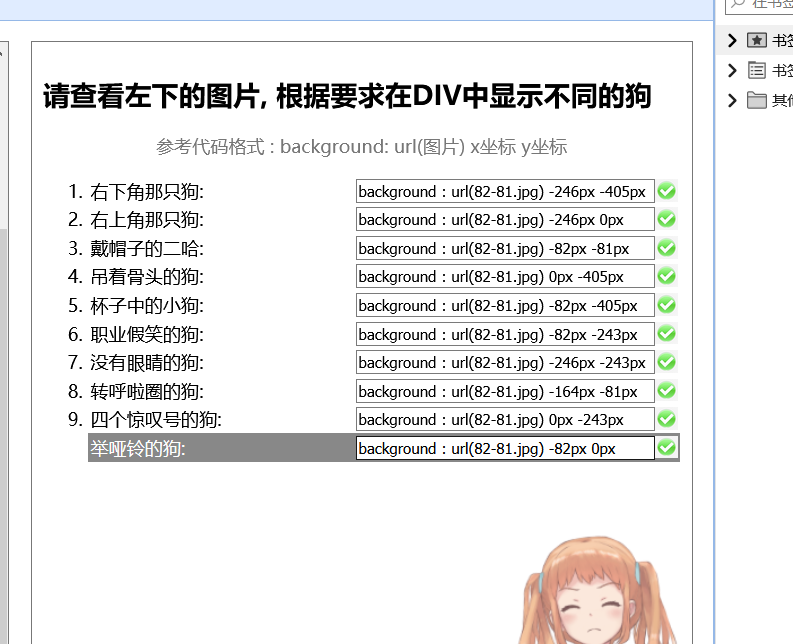 请查看左下的图片, 根据要求在DIV中显示不同的狗
参考代码格式 : background: url(图片) x坐标 y坐标
1. 右下角那只狗: background : url(82-81.jpg) -246px -405px
2. 右上角那只狗: background : url(82-81.jpg) -246px 0px
3. 戴帽子的二哈: background : url(82-81.jpg) -82px -81px
4. 吊着骨头的狗: background : url(82-81.jpg) 0px -405px
5. 杯子中的小狗: background : url(82-81.jpg) -82px -405px
6. 职业假笑的狗: background : url(82-81.jpg) -82px -243px
7. 没有眼睛的狗: background : url(82-81.jpg) -246px -243px
8. 转呼啦圈的狗: background : url(82-81.jpg) -164px -81px
9. 四个惊叹号的狗: background : url(82-81.jpg) 0px -243px
举哑铃的狗: background : url(82-81.jpg) -82px 0px
书签
书签
其他